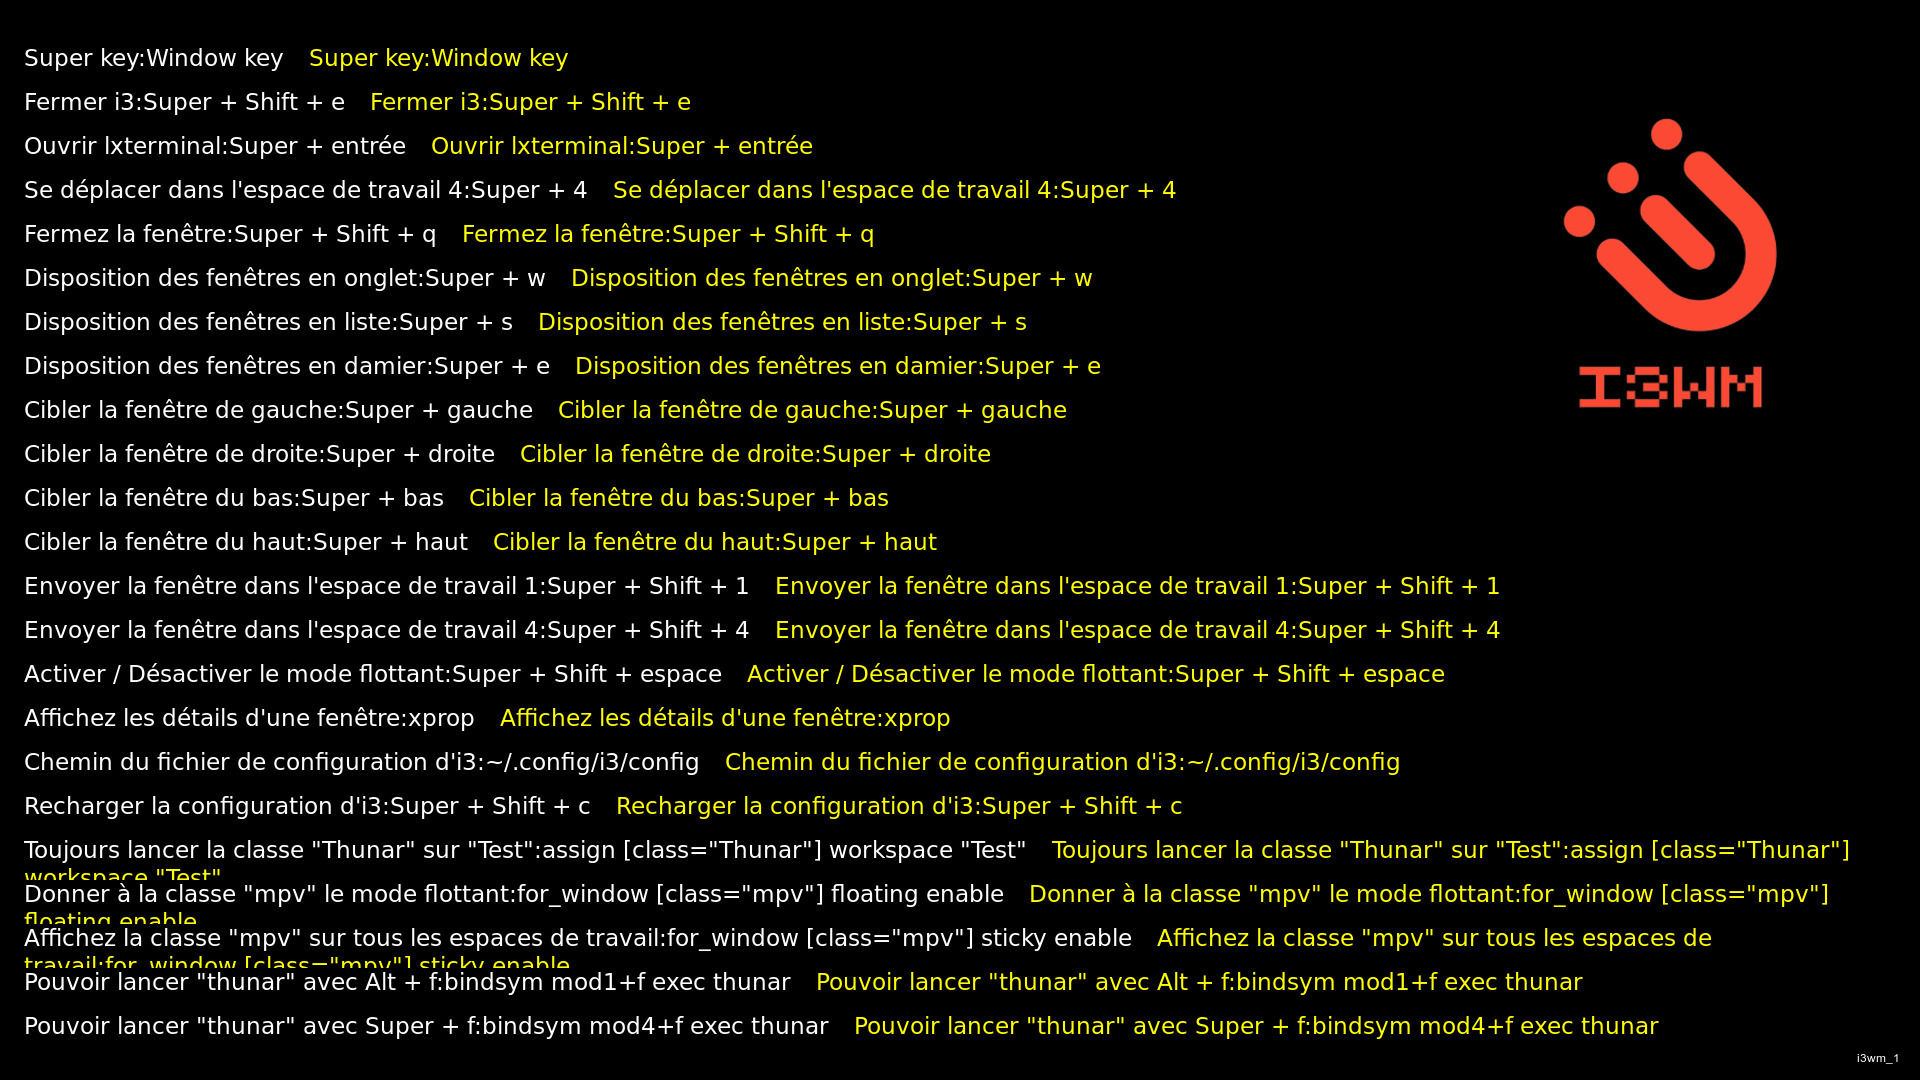 Super key:Window key Super key:Window key
Fermer i3:Super + Shift + e Fermer i3:Super + Shift + e
Ouvrir lxterminal:Super + entrée Ouvrir lxterminal:Super + entrée
Se déplacer dans l'espace de travail 4:Super + 4 Se déplacer dans l'espace de travail 4:Super + 4
Fermez la fenêtre:Super + Shift + q Fermez la fenêtre:Super + Shift + q
Disposition des fenêtres en onglet:Super + w Disposition des fenêtres en onglet:Super + w
Disposition des fenêtres en liste:Super + s Disposition des fenêtres en liste:Super + s
Disposition des fenêtres en damier:Super + e Disposition des fenêtres en damier:Super + e
I3WM
Cibler la fenêtre de gauche:Super + gauche Cibler la fenêtre de gauche:Super + gauche
Cibler la fenêtre de droite:Super + droite Cibler la fenêtre de droite:Super + droite
Cibler la fenêtre du bas:Super + bas Cibler la fenêtre du bas:Super + bas
Cibler la fenêtre du haut:Super + haut Cibler la fenêtre du haut:Super + haut
Envoyer la fenêtre dans l'espace de travail 1:Super + Shift + 1 Envoyer la fenêtre dans l'espace de travail 1:Super + Shift + 1
Envoyer la fenêtre dans l'espace de travail 4:Super + Shift + 4 Envoyer la fenêtre dans l'espace de travail 4:Super + Shift + 4
Activer / Désactiver le mode flottant:Super + Shift + espace Activer / Désactiver le mode flottant:Super + Shift + espace
Affichez les détails d'une fenêtre:xprop Affichez les détails d'une fenêtre:xprop
Chemin du fichier de configuration d'i3:~/.config/i3/config Chemin du fichier de configuration d'i3:~/.config/i3/config
Recharger la configuration d'i3:Super + Shift + c Recharger la configuration d'i3:Super + Shift + c
Toujours lancer la classe "Thunar" sur "Test":assign [class="Thunar"] workspace "Test" Toujours lancer la classe "Thunar" sur "Test":assign [class="Thunar"]
workspace "Test"
Donner à la classe "mpv" le mode flottant:for_window [class="mpv"] floating enable Donner à la classe "mpv" le mode flottant:for_window [class="mpv"]
floating enable
Affichez la classe "mpv" sur tous les espaces de travail:for_window [class="mpv"] sticky enable Affichez la classe "mpv" sur tous les espaces de
travail:for_window [class="mpv"] sticky enable
Pouvoir lancer "thunar" avec Alt + f:bindsym mod1+f exec thunar Pouvoir lancer "thunar" avec Alt + f:bindsym mod1+f exec thunar
Pouvoir lancer "thunar" avec Super + f:bindsym mod4+f exec thunar Pouvoir lancer "thunar" avec Super + f:bindsym mod4+f exec thunar
i3wm_1